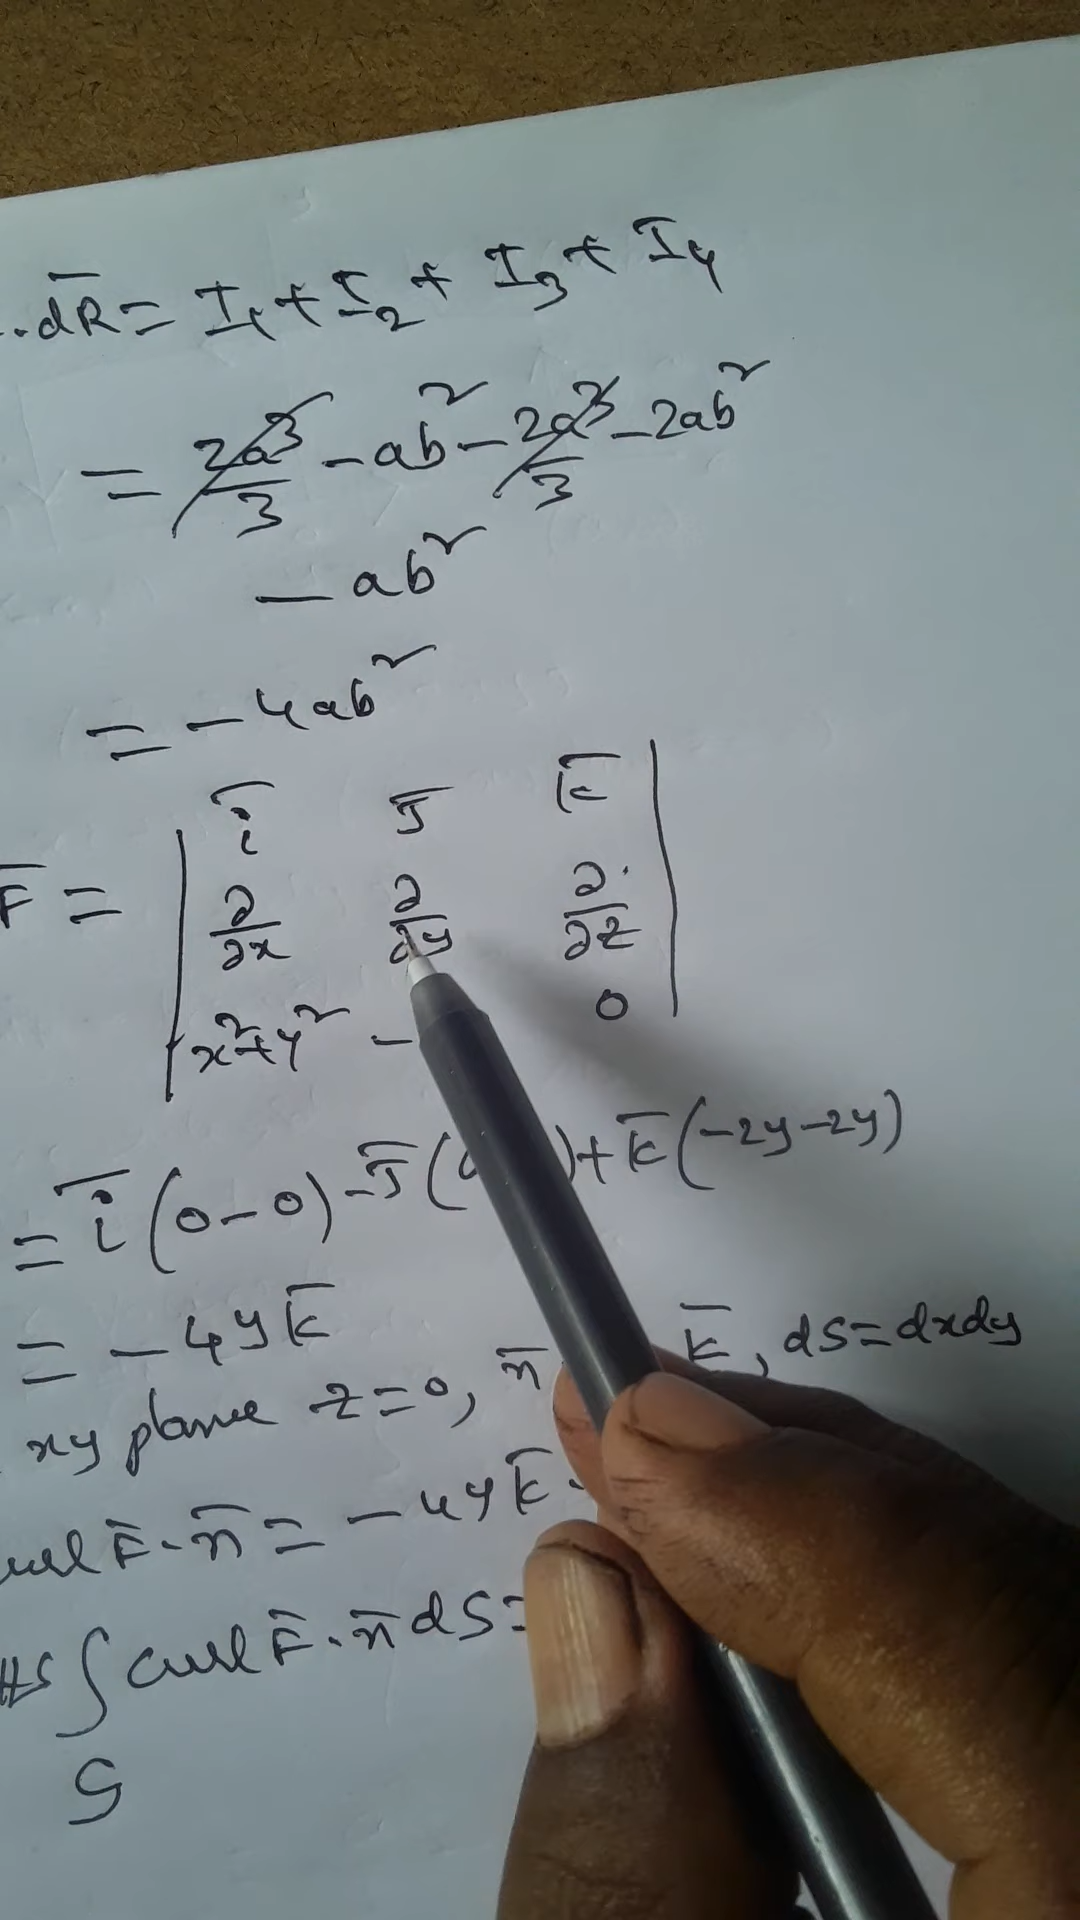 . dR̅ = I₁ + I₂ + I₃ + I₄
= 2a³/3 - ab² - 2a³/3 - 2ab²
- ab²
= - 4ab²
i̅ j̅ k̅
F̅ = ∂/∂x ∂/∂y ∂/∂z
x²+y² - 0
= i̅ (0-0) - j̅ ( ) + k̅ (-2y-2y)
= - 4y k̅
xy plane z=0, n̅ k̅, ds = dxdy
curl F̅ . n̅ = - 4y k̅ .
∫ curl F̅ . n̅ ds =
S